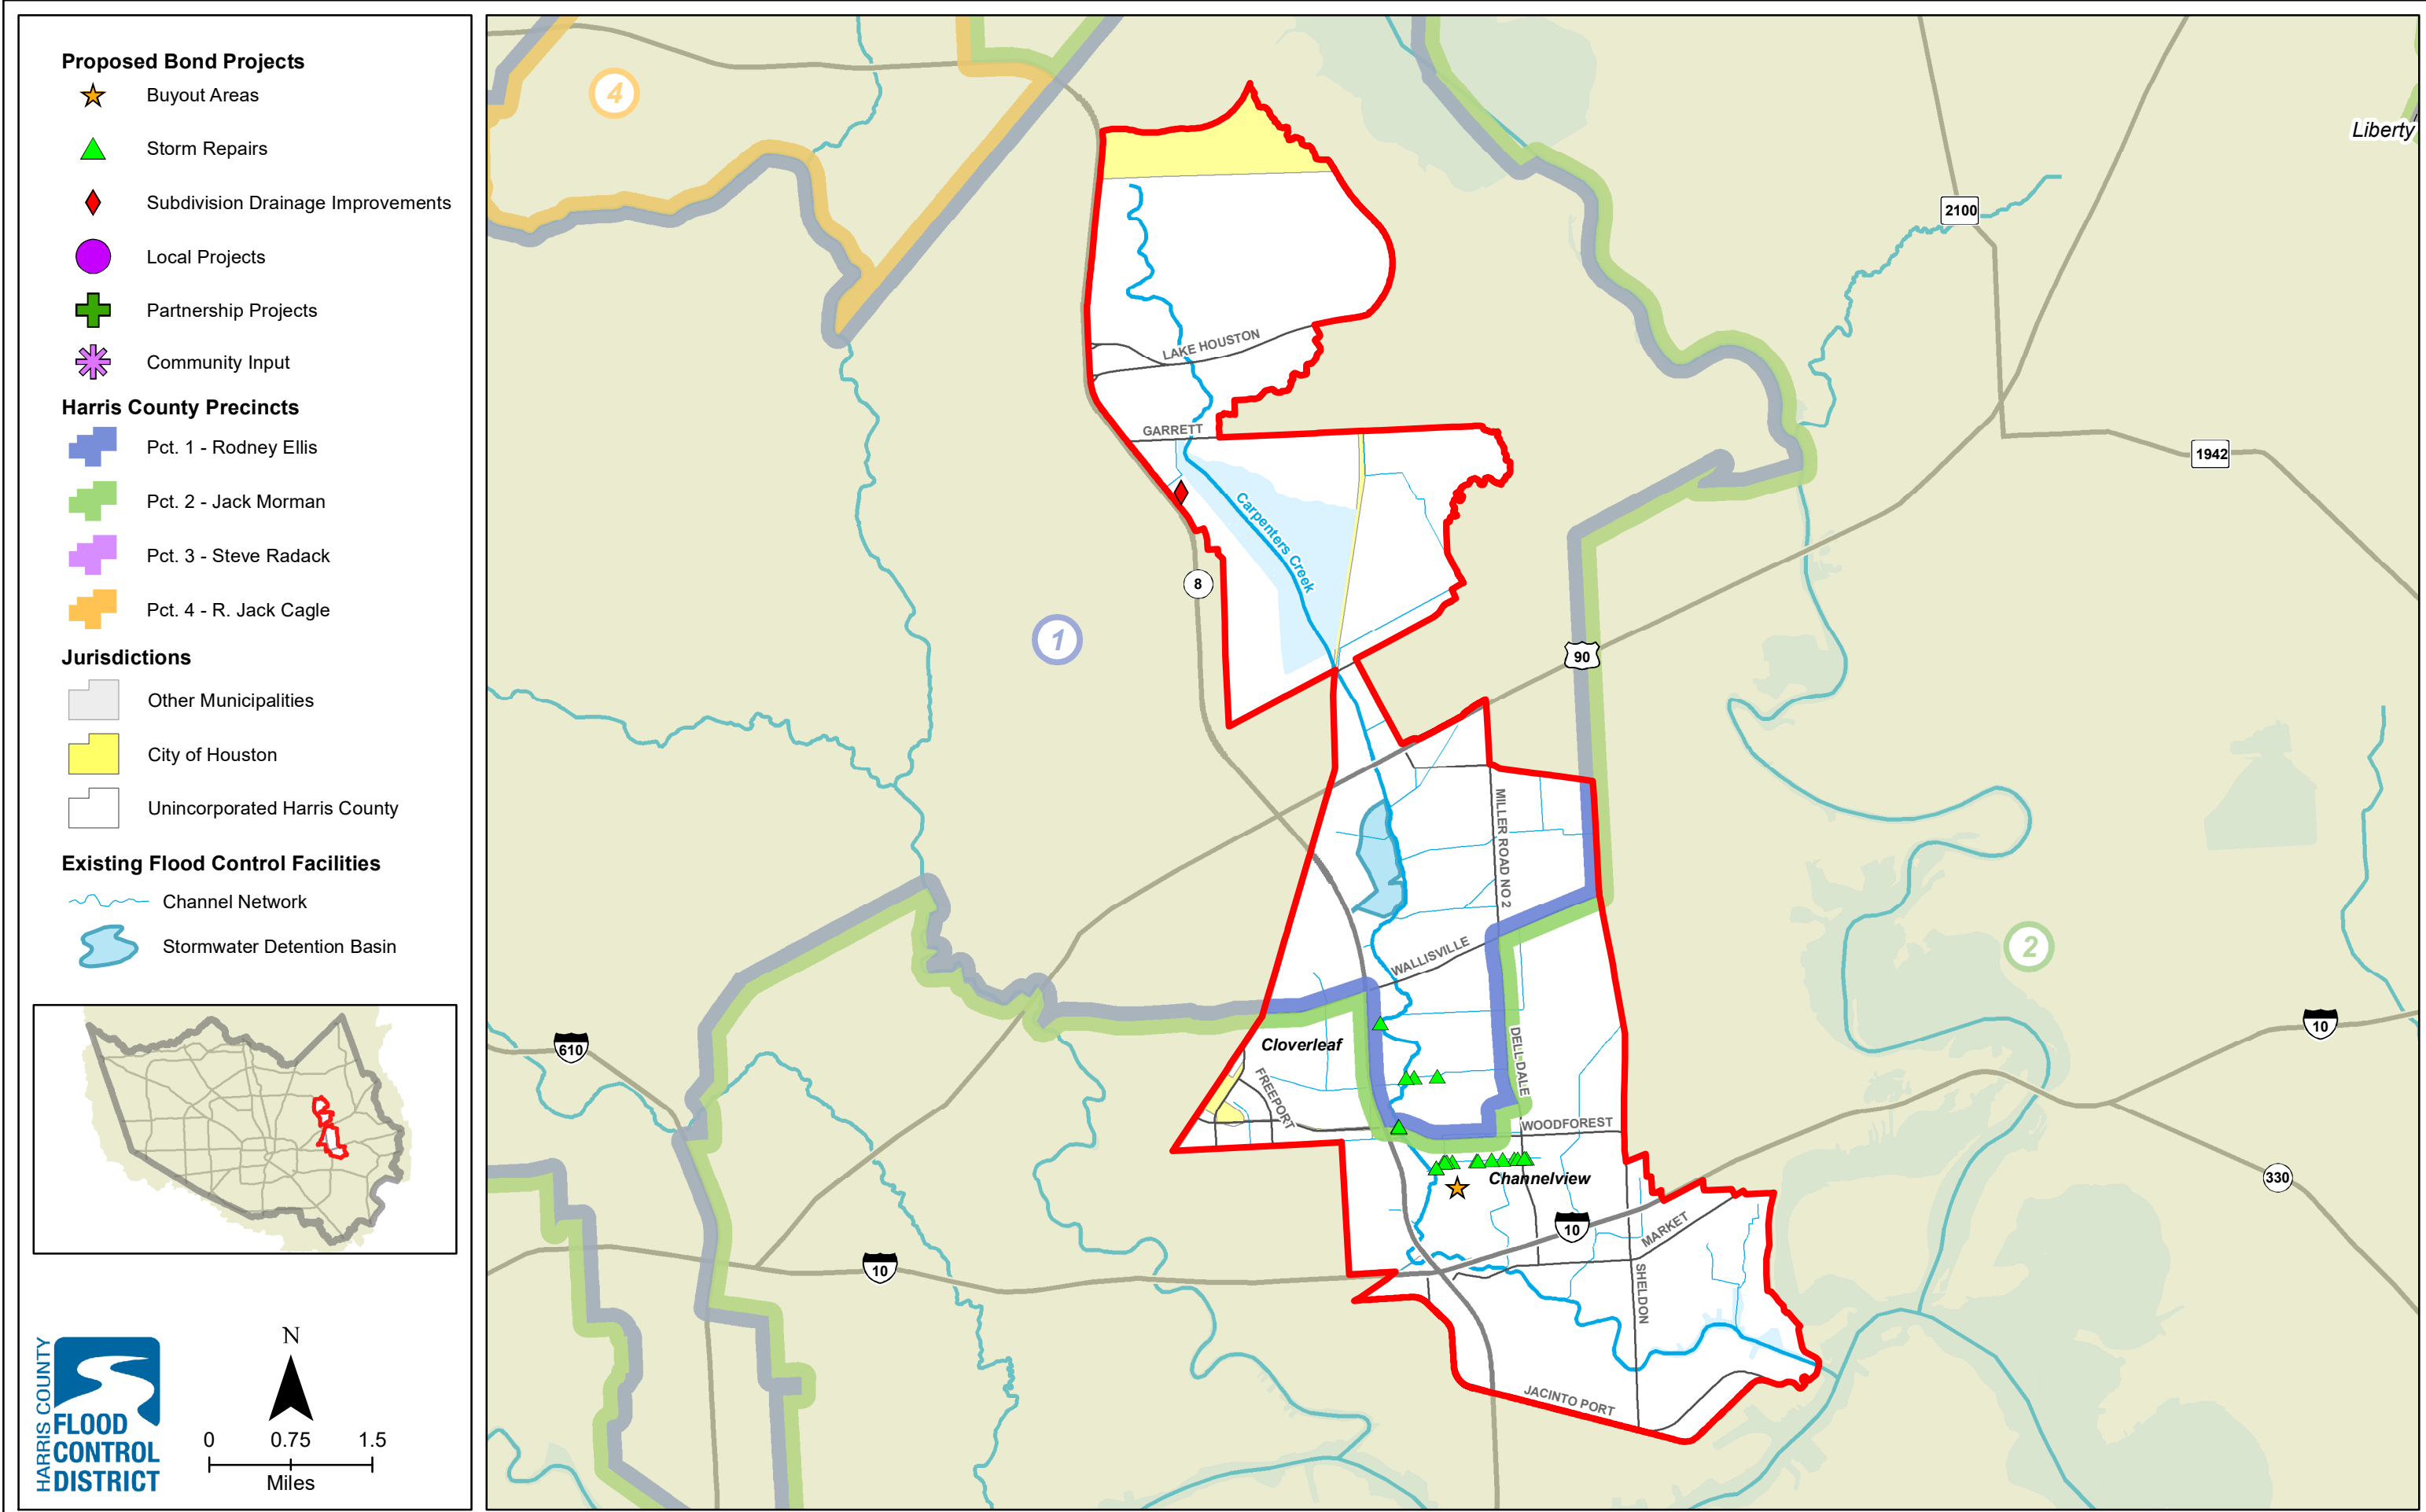 Proposed Bond Projects
Buyout Areas
Storm Repairs
Subdivision Drainage Improvements
Local Projects
Partnership Projects
Community Input
Harris County Precincts
Pct. 1 - Rodney Ellis
Pct. 2 - Jack Morman
Pct. 3 - Steve Radack
Pct. 4 - R. Jack Cagle
Jurisdictions
Other Municipalities
City of Houston
Unincorporated Harris County
Existing Flood Control Facilities
Channel Network
Stormwater Detention Basin
HARRIS COUNTY
FLOOD
CONTROL
DISTRICT
N
0 0.75 1.5
Miles
4
Liberty
2100
LAKE HOUSTON
GARRETT
1942
Carpenters Creek
8
1
90
MILLER ROAD NO 2
WALLISVILLE
2
10
610
Cloverleaf
DELL DALE
FREEPORT
WOODFOREST
Channelview
330
10
MARKET
10
SHELDON
JACINTO PORT